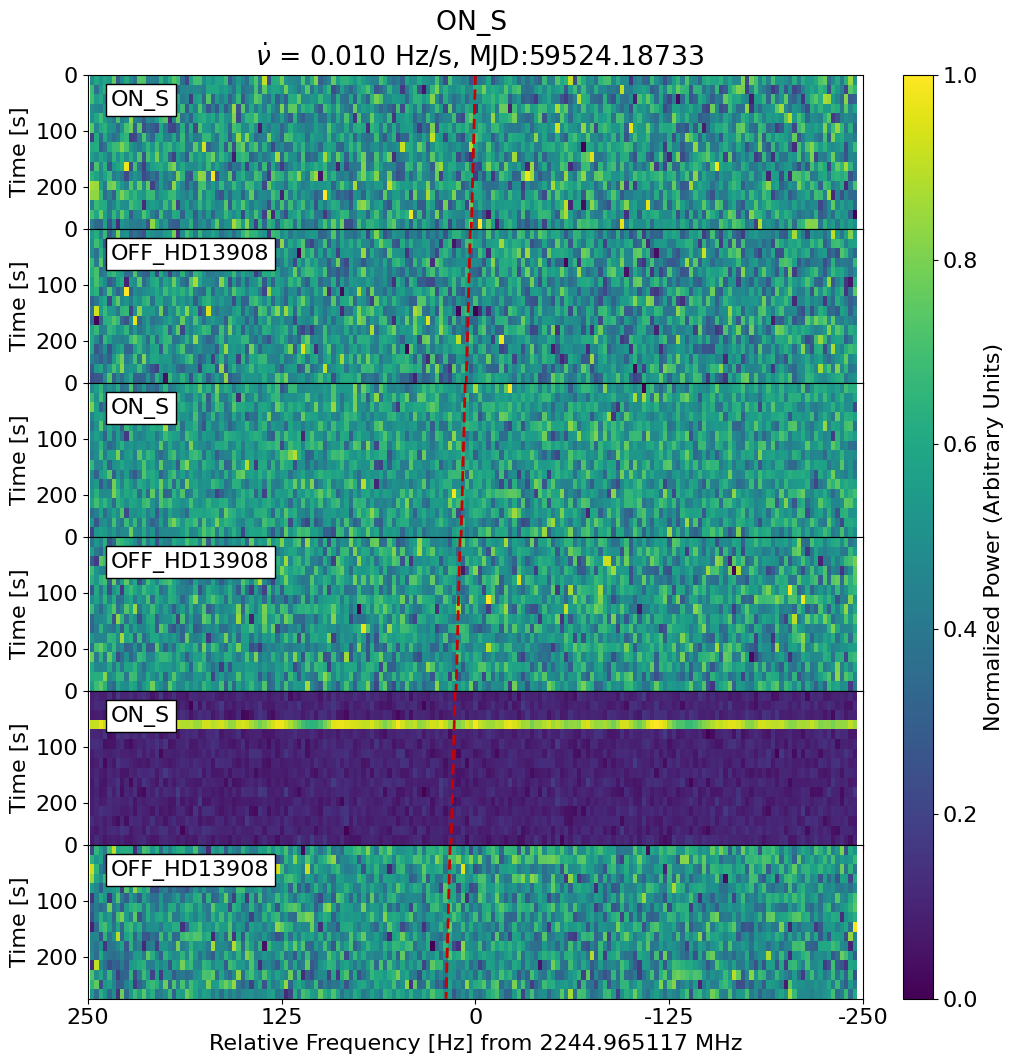 ON_S
ν̇ = 0.010 Hz/s, MJD:59524.18733
ON_S
OFF_HD13908
ON_S
OFF_HD13908
ON_S
OFF_HD13908
Time [s]
0
100
200
Time [s]
0
100
200
Time [s]
0
100
200
Time [s]
0
100
200
Time [s]
0
100
200
Time [s]
0
100
200
250 125 0 -125 -250
Relative Frequency [Hz] from 2244.965117 MHz
1.0
0.8
0.6
0.4
0.2
0.0
Normalized Power (Arbitrary Units)